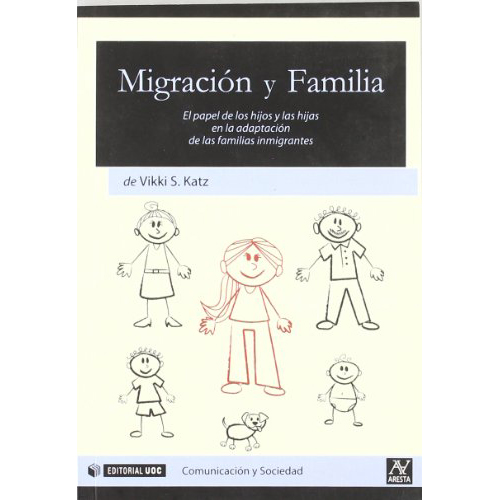 Migración y Familia
El papel de los hijos y las hijas
en la adaptación
de las familias inmigrantes
de Vikki S. Katz
EDITORIAL UOC
Comunicación y Sociedad
ARESTA